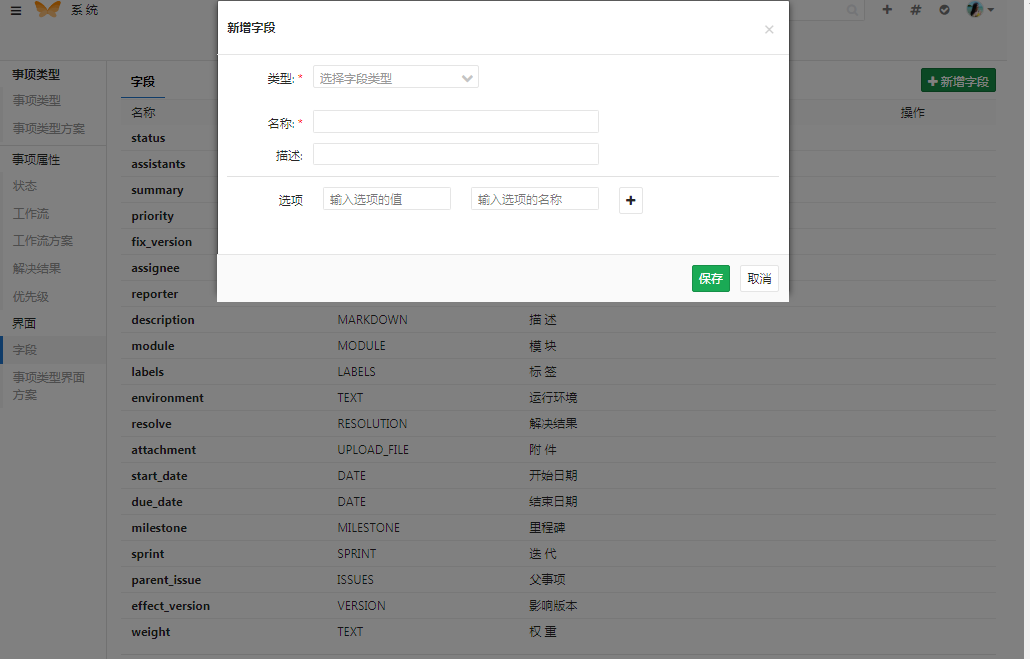 系统
新增字段
×
类型: *
选择字段类型
名称: *
描述:
选项
输入选项的值
输入选项的名称
保存
取消
事项类型
事项类型
事项类型方案
事项属性
状态
工作流
工作流方案
解决结果
优先级
界面
字段
事项类型界面
方案
字段
新增字段
名称 操作
status
assistants
summary
priority
fix_version
assignee
reporter
description MARKDOWN 描 述
module MODULE 模 块
labels LABELS 标 签
environment TEXT 运行环境
resolve RESOLUTION 解决结果
attachment UPLOAD_FILE 附 件
start_date DATE 开始日期
due_date DATE 结束日期
milestone MILESTONE 里程碑
sprint SPRINT 迭 代
parent_issue ISSUES 父事项
effect_version VERSION 影响版本
weight TEXT 权 重